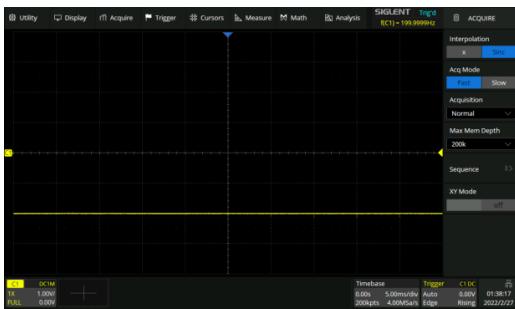 Utility Display Acquire Trigger Cursors Measure Math Analysis
SIGLENT Trig'd
f(C1) = 199.9999Hz
ACQUIRE
Interpolation
x Sinc
Acq Mode
Fast Slow
Acquisition
Normal
Max Mem Depth
200k
Sequence
XY Mode
off
C1
C1 DC1M
1X 1.00V/
FULL 0.00V
Timebase
0.00s 5.00ms/div
200kpts 4.00MSa/s
Trigger C1 DC
Auto 0.00V
Edge Rising
01:38:17
2022/2/27